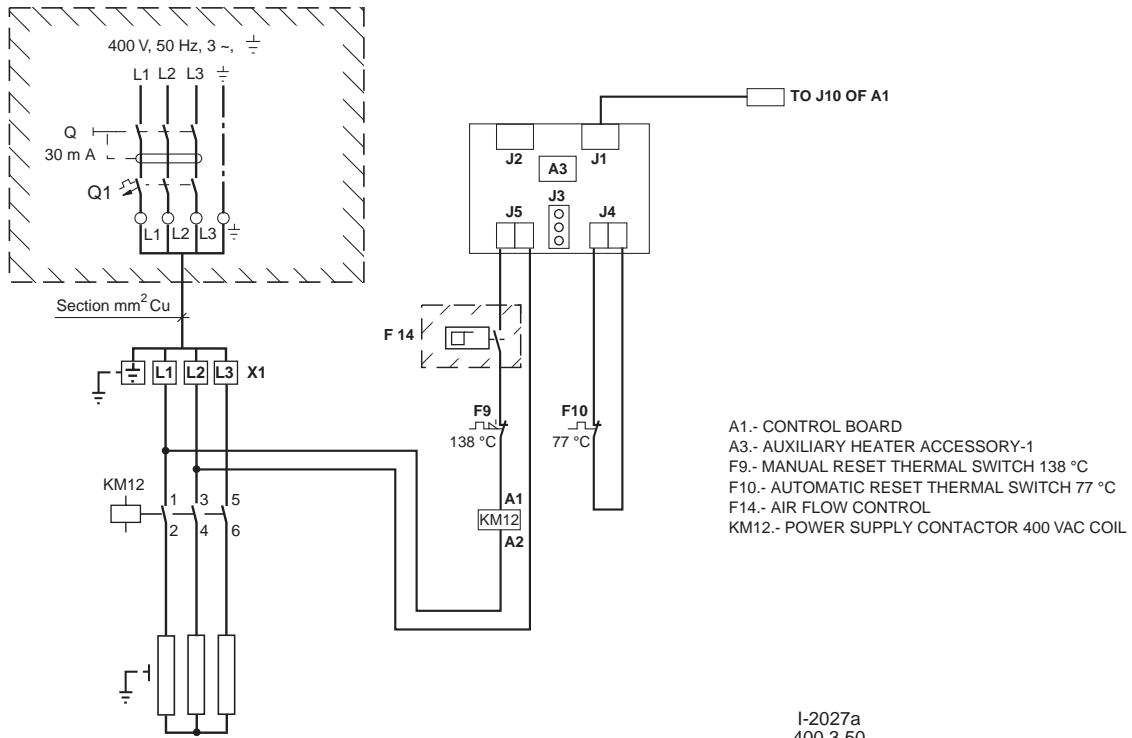 400 V, 50 Hz, 3 ~,
L1 L2 L3
Q
30 m A
Q1
L1 L2 L3
Section mm² Cu
L1 L2 L3 X1
KM12
1 3 5
2 4 6
TO J10 OF A1
J2 J1
A3
J3
J5 J4
F 14
F9
138 °C
F10
77 °C
A1
KM12
A2
A1.- CONTROL BOARD
A3.- AUXILIARY HEATER ACCESSORY-1
F9.- MANUAL RESET THERMAL SWITCH 138 °C
F10.- AUTOMATIC RESET THERMAL SWITCH 77 °C
F14.- AIR FLOW CONTROL
KM12.- POWER SUPPLY CONTACTOR 400 VAC COIL
I-2027a
400.3.50